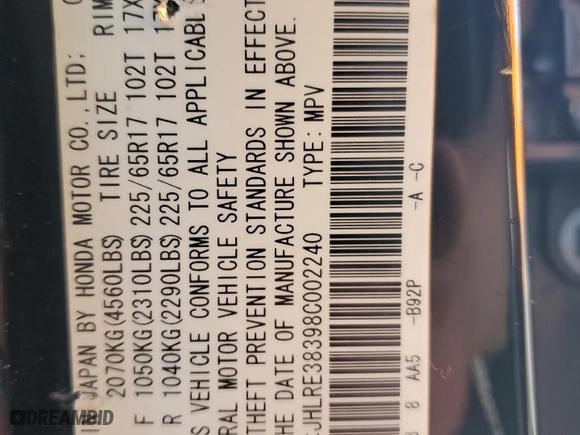 JAPAN BY HONDA MOTOR CO.,LTD;
2070KG(4560LBS) TIRE SIZE RIM
F 1050KG(2310LBS) 225/65R17 102T 17X
R 1040KG(2290LBS) 225/65R17 102T
VEHICLE CONFORMS TO ALL APPLICABL
RAL MOTOR VEHICLE SAFETY
THEFT PREVENTION STANDARDS IN EFFECT
THE DATE OF MANUFACTURE SHOWN ABOVE.
JHLRE38398C002240 TYPE: MPV
8 AA5 -B92P -A -C
DREAMBID